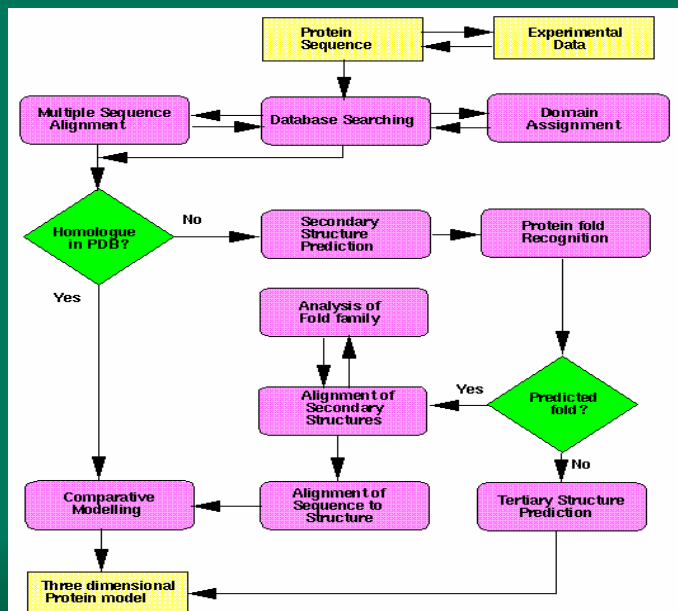 Protein
Sequence
Experimental
Data
Multiple Sequence
Alignment
Database Searching
Domain
Assignment
Homologue
in PDB?
No
Secondary
Structure
Prediction
Protein fold
Recognition
Yes
Analysis of
Fold family
Alignment of
Secondary
Structures
Yes
Predicted
fold?
No
Comparative
Modelling
Alignment of
Sequence to
Structure
Tertiary Structure
Prediction
Three dimensional
Protein model